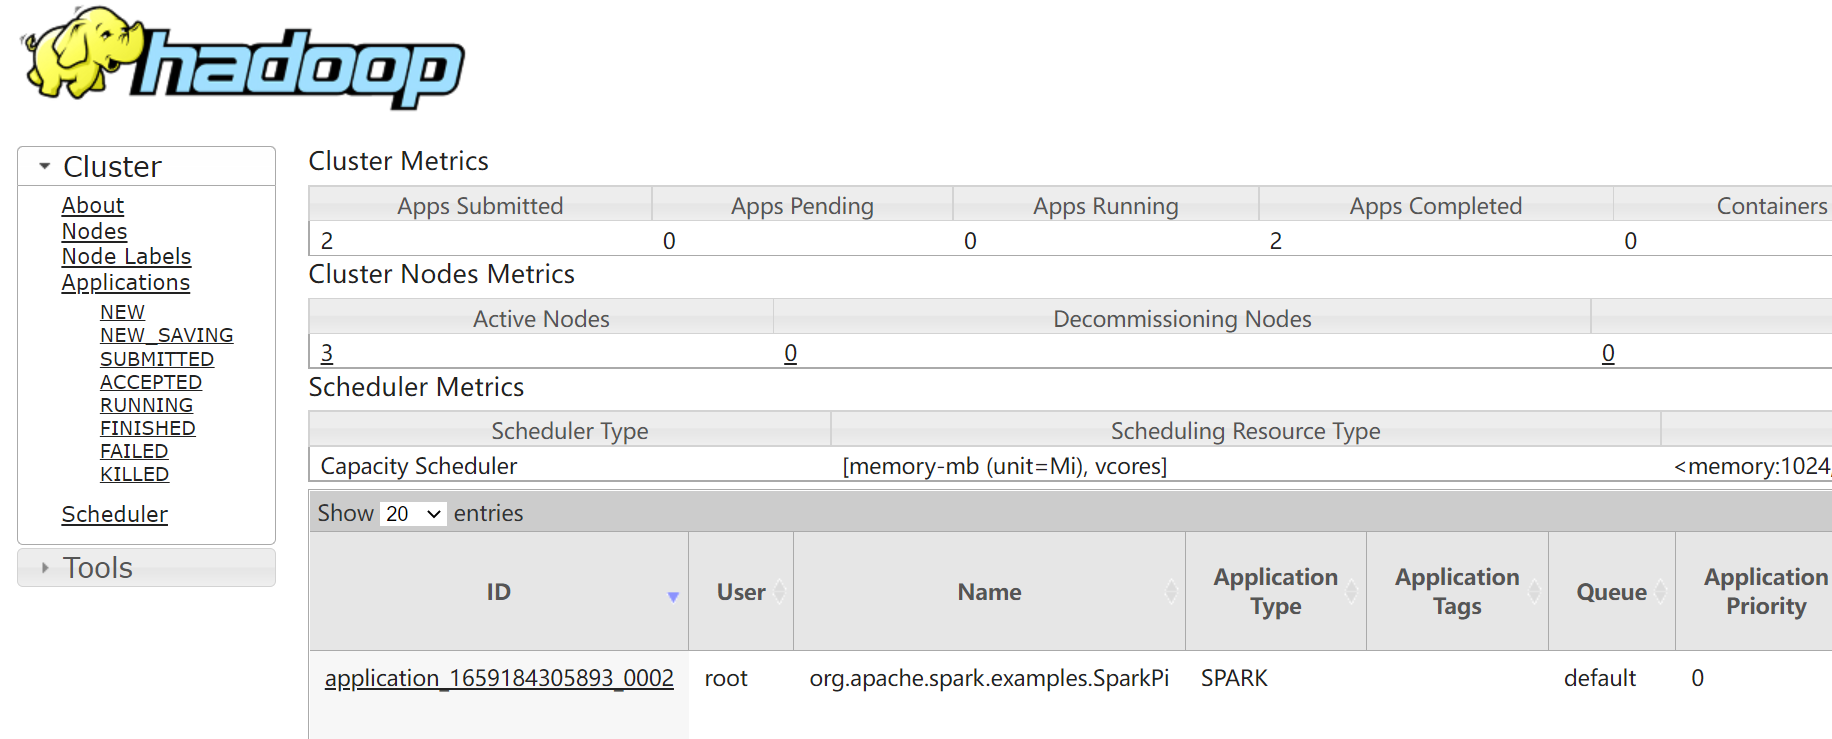 hadoop
Cluster
About
Nodes
Node Labels
Applications
NEW
NEW_SAVING
SUBMITTED
ACCEPTED
RUNNING
FINISHED
FAILED
KILLED
Scheduler
Tools
Cluster Metrics
Apps Submitted Apps Pending Apps Running Apps Completed Containers
2 0 0 2 0
Cluster Nodes Metrics
Active Nodes Decommissioning Nodes
3 0 0
Scheduler Metrics
Scheduler Type Scheduling Resource Type
Capacity Scheduler [memory-mb (unit=Mi), vcores] <memory:1024,
Show 20 entries
ID User Name Application Type Application Tags Queue Application Priority
application_1659184305893_0002 root org.apache.spark.examples.SparkPi SPARK default 0